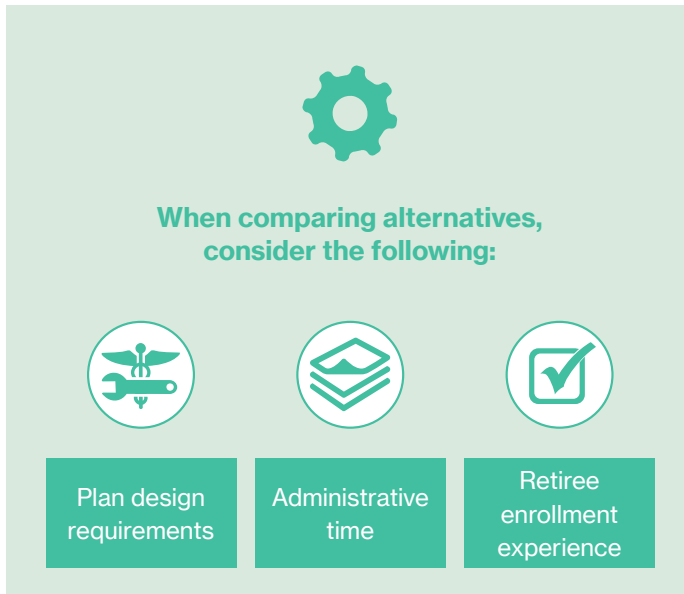 When comparing alternatives,
consider the following:
Plan design
requirements
Administrative
time
Retiree
enrollment
experience